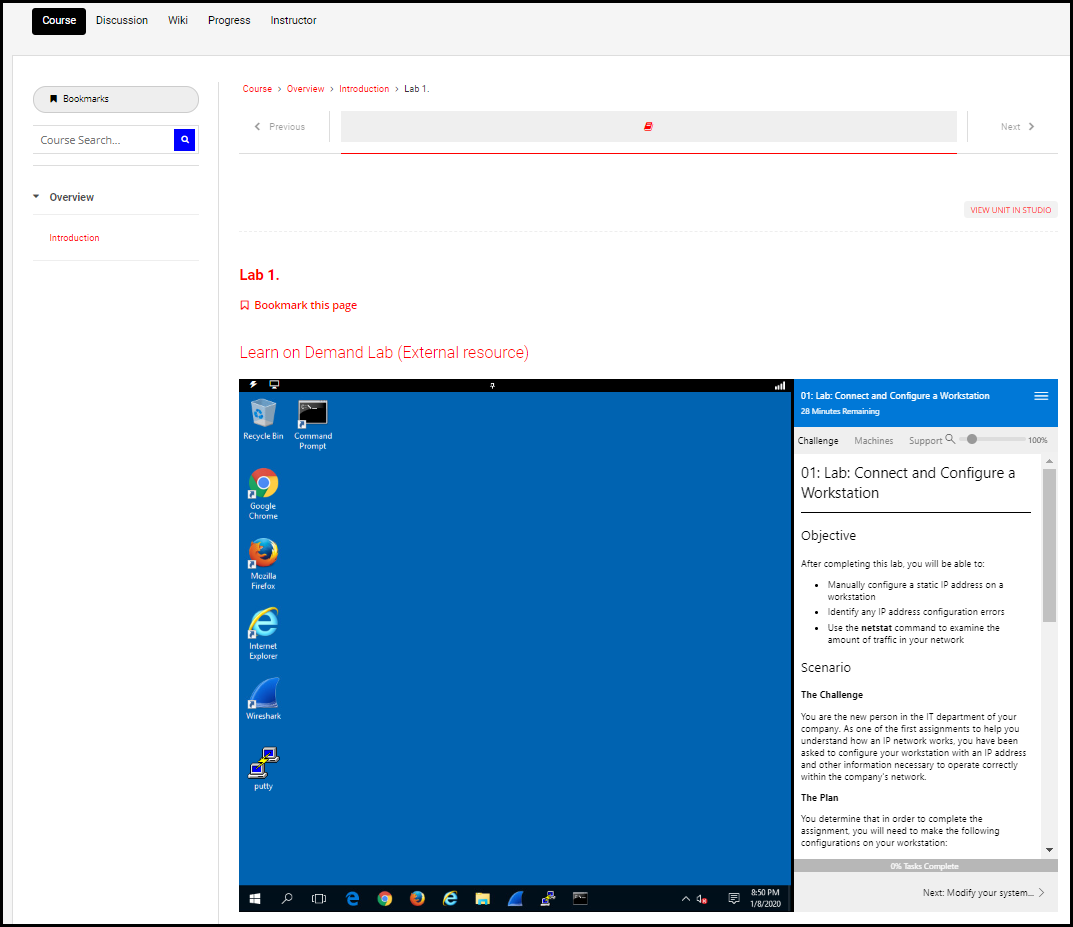 Course Discussion Wiki Progress Instructor
Bookmarks
Course Search...
Overview
Introduction
Course > Overview > Introduction > Lab 1.
Previous
Next
VIEW UNIT IN STUDIO
Lab 1.
Bookmark this page
Learn on Demand Lab (External resource)
Recycle Bin
Command
Prompt
Google
Chrome
Mozilla
Firefox
Internet
Explorer
Wireshark
putty
8:50 PM
1/8/2020
01: Lab: Connect and Configure a Workstation
28 Minutes Remaining
Challenge Machines Support 100%
01: Lab: Connect and Configure a
Workstation
Objective
After completing this lab, you will be able to:
• Manually configure a static IP address on a
workstation
• Identify any IP address configuration errors
• Use the netstat command to examine the
amount of traffic in your network
Scenario
The Challenge
You are the new person in the IT department of your
company. As one of the first assignments to help you
understand how an IP network works, you have been
asked to configure your workstation with an IP address
and other information necessary to operate correctly
within the company's network.
The Plan
You determine that in order to complete the
assignment, you will need to make the following
configurations on your workstation:
0% Tasks Complete
Next: Modify your system...